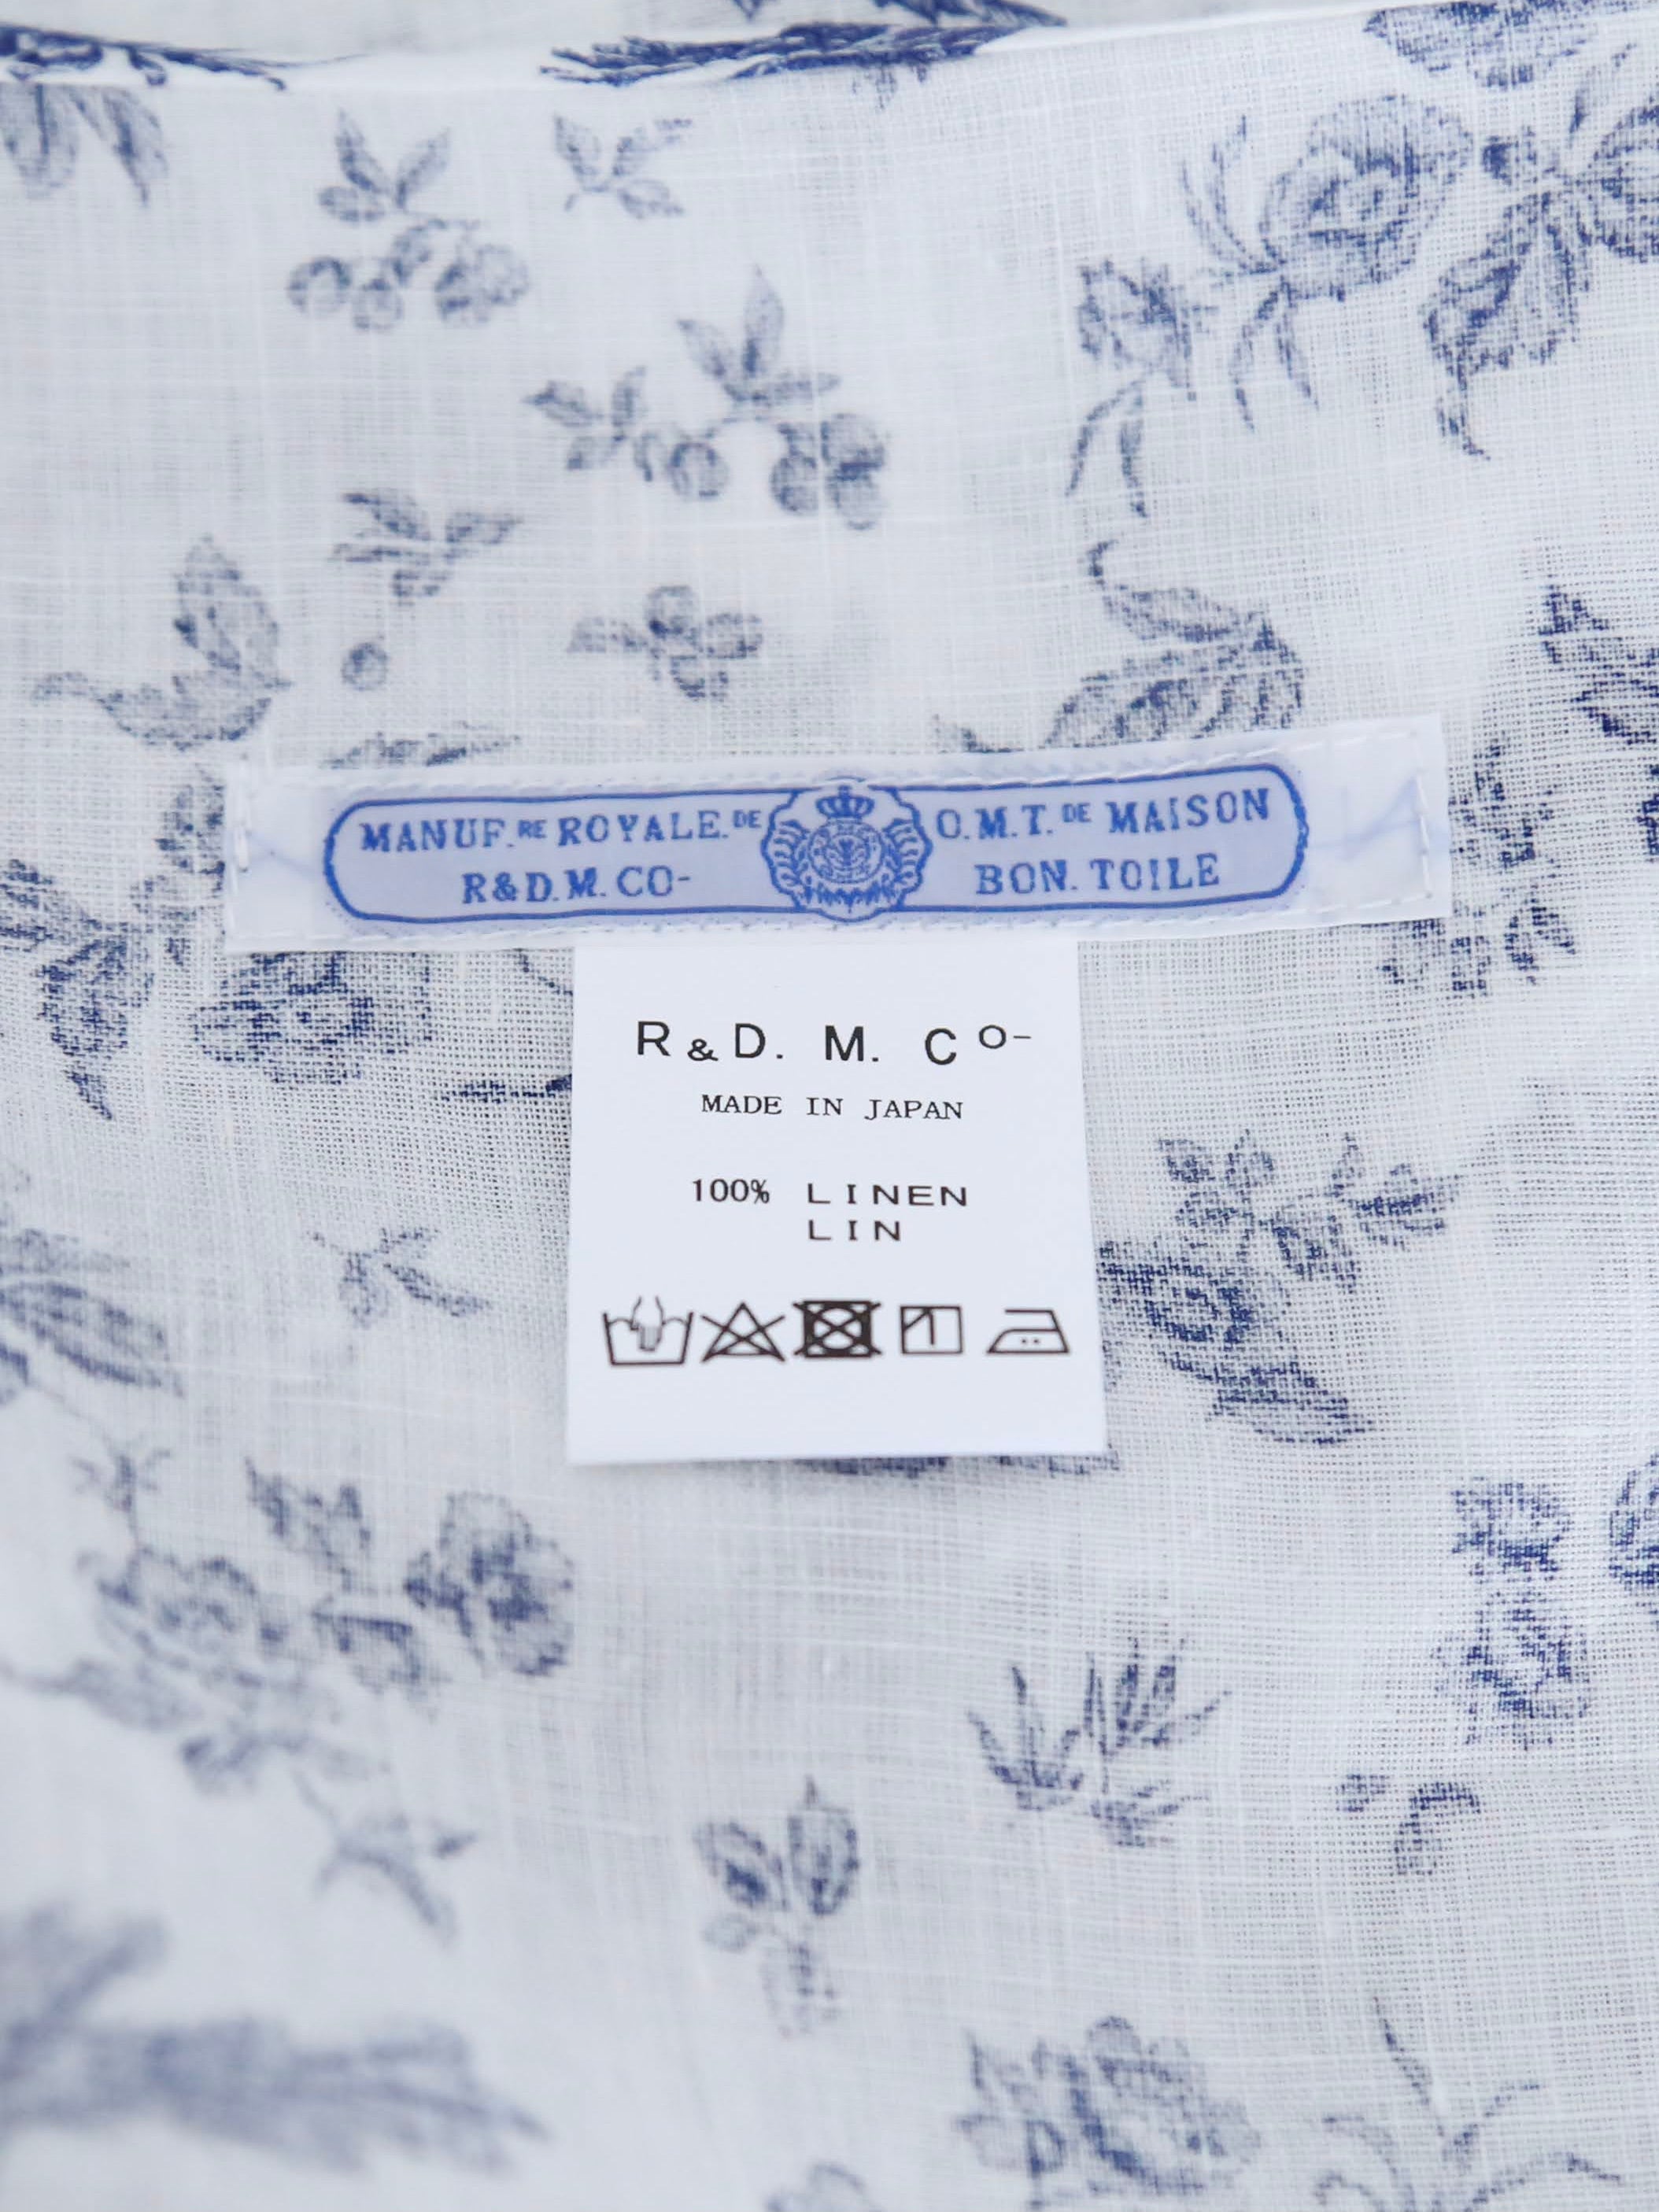 MANUF.RE ROYALE.DE O.M.T.DE MAISON
R&D.M.CO- BON. TOILE
R&D. M. CO-
MADE IN JAPAN
100% LINEN
LIN